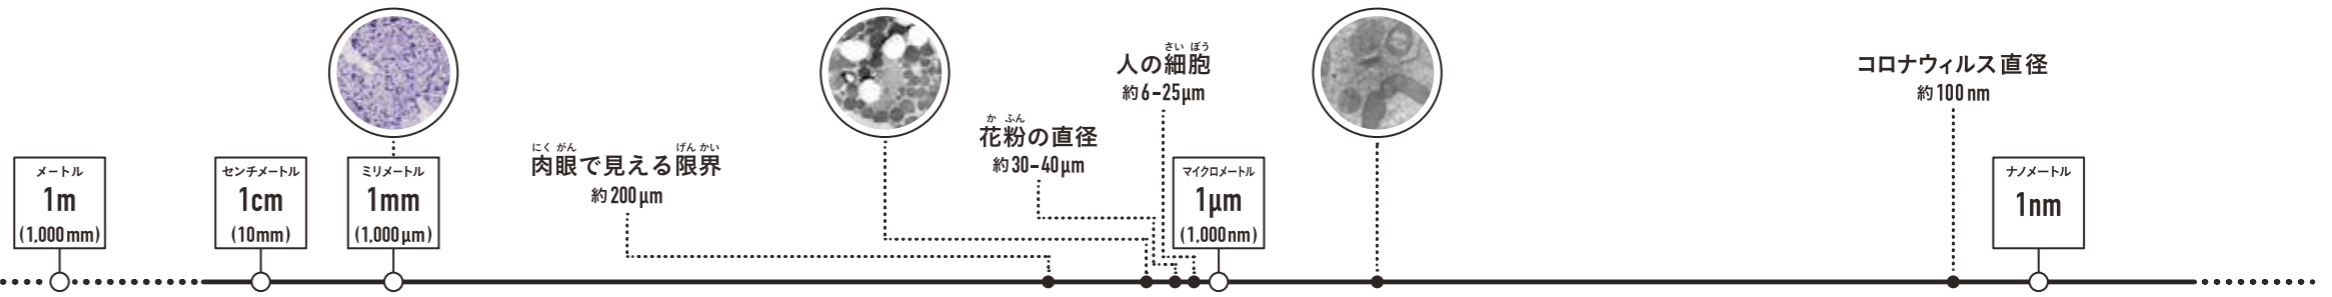 メートル
1m
(1,000mm)
センチメートル
1cm
(10mm)
ミリメートル
1mm
(1,000μm)
にくがん げんかい
肉眼で見える限界
約200μm
かふん
花粉の直径
約30-40μm
さいぼう
人の細胞
約6-25μm
マイクロメートル
1μm
(1,000nm)
コロナウィルス直径
約100nm
ナノメートル
1nm